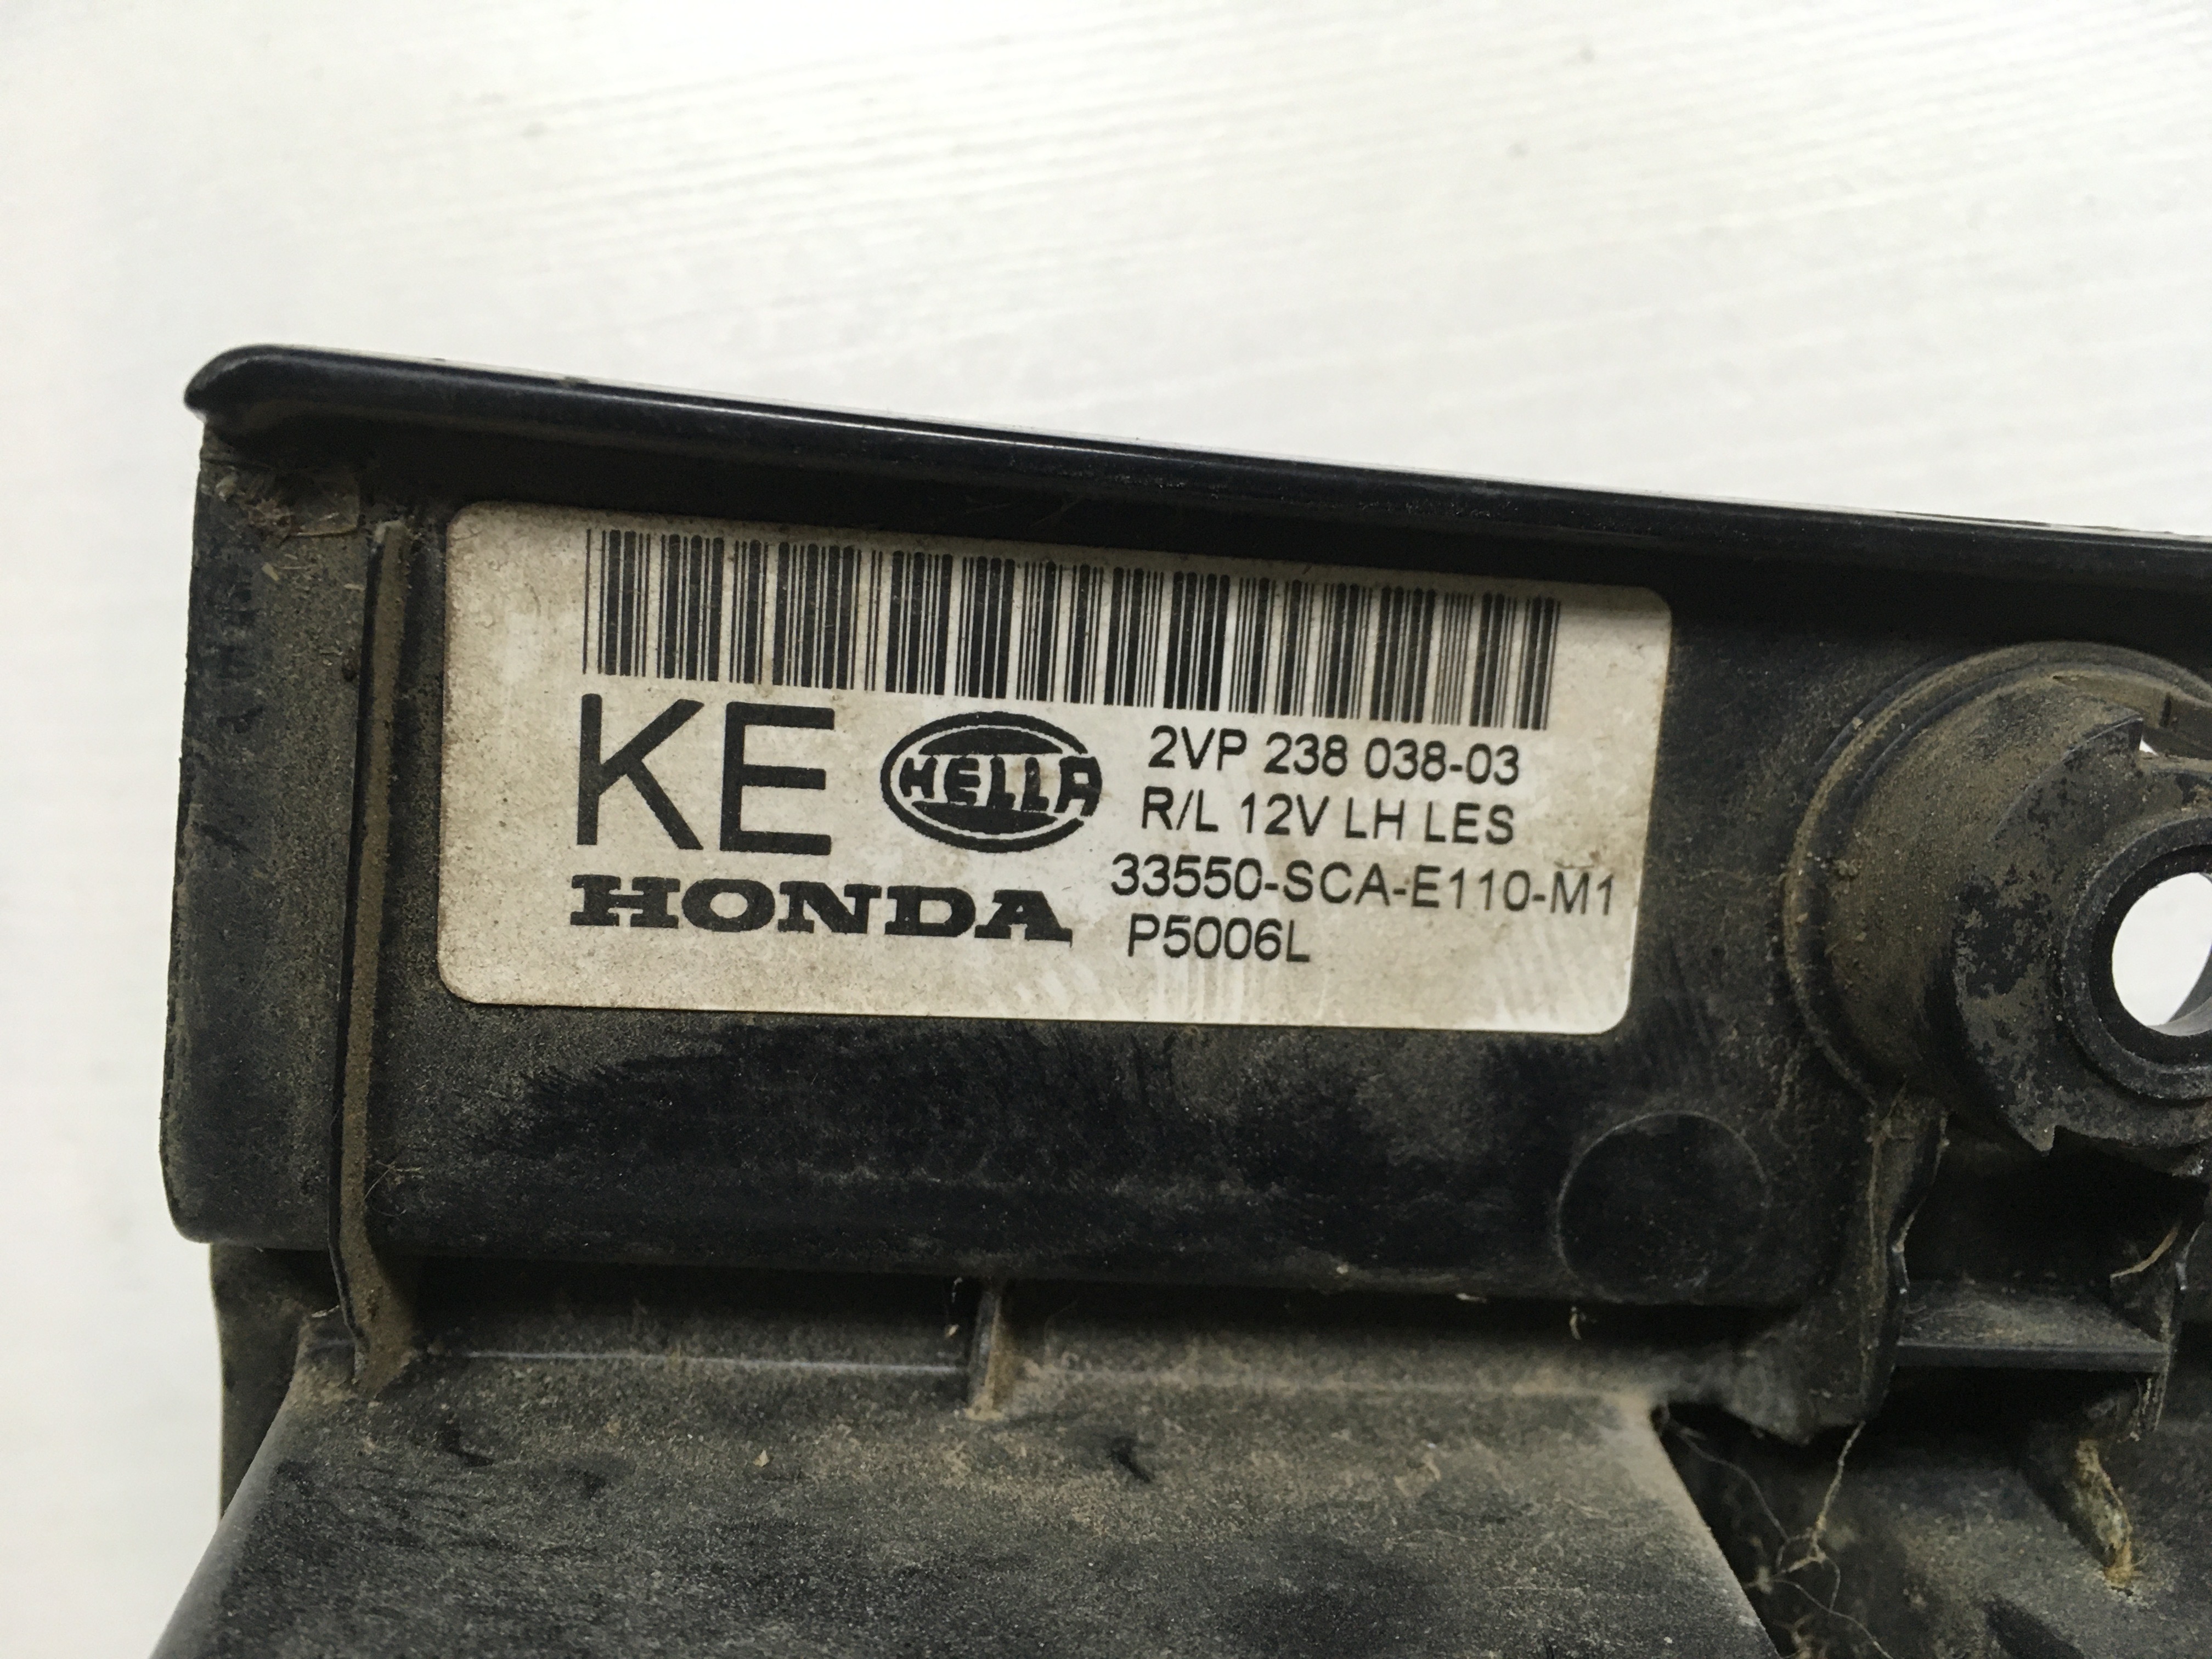 KE HELLA 2VP 238 038-03
R/L 12V LH LES
HONDA 33550-SCA-E110-M1
P5006L